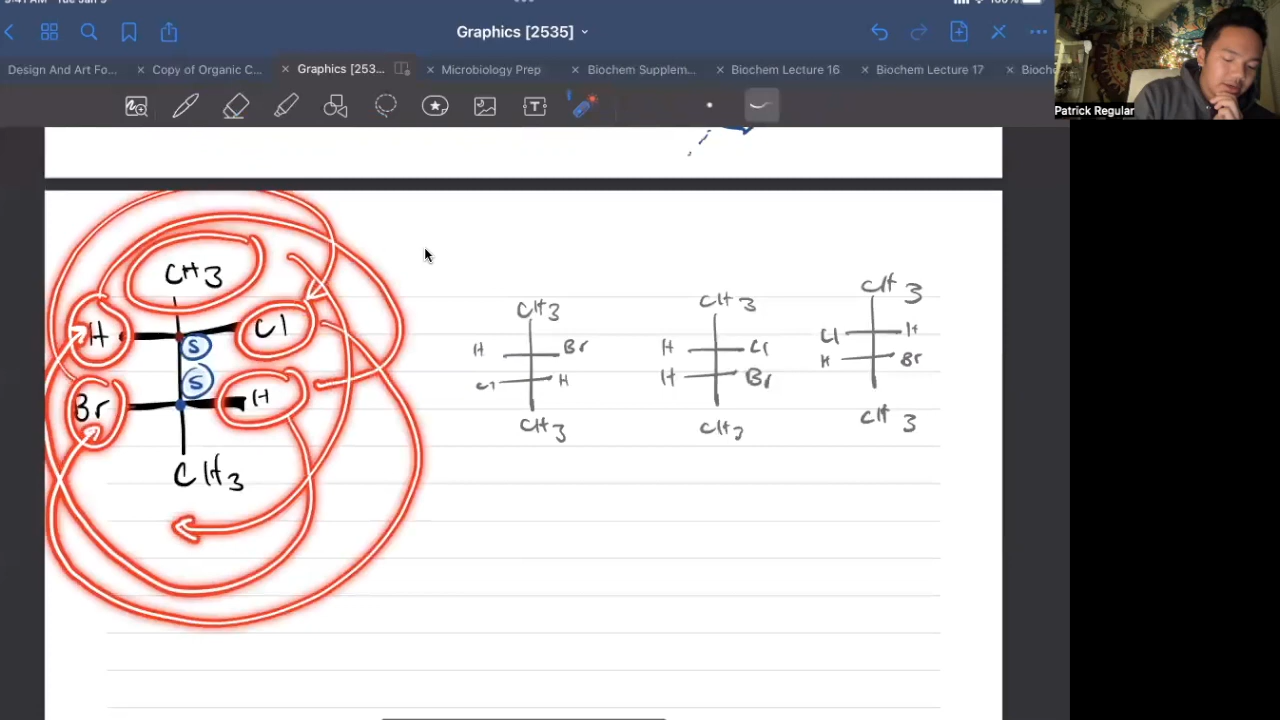 Graphics [2535]
Design And Art Fo...
Copy of Organic C...
Graphics [253...
Microbiology Prep
Biochem Supplem...
Biochem Lecture 16
Biochem Lecture 17
Patrick Regular
CH3
H Cl
S
S
Br H
CH3
CH3
H Br
Cl H
CH3
CH3
H Cl
H Br
CH3
CH3
Cl H
H Br
CH3